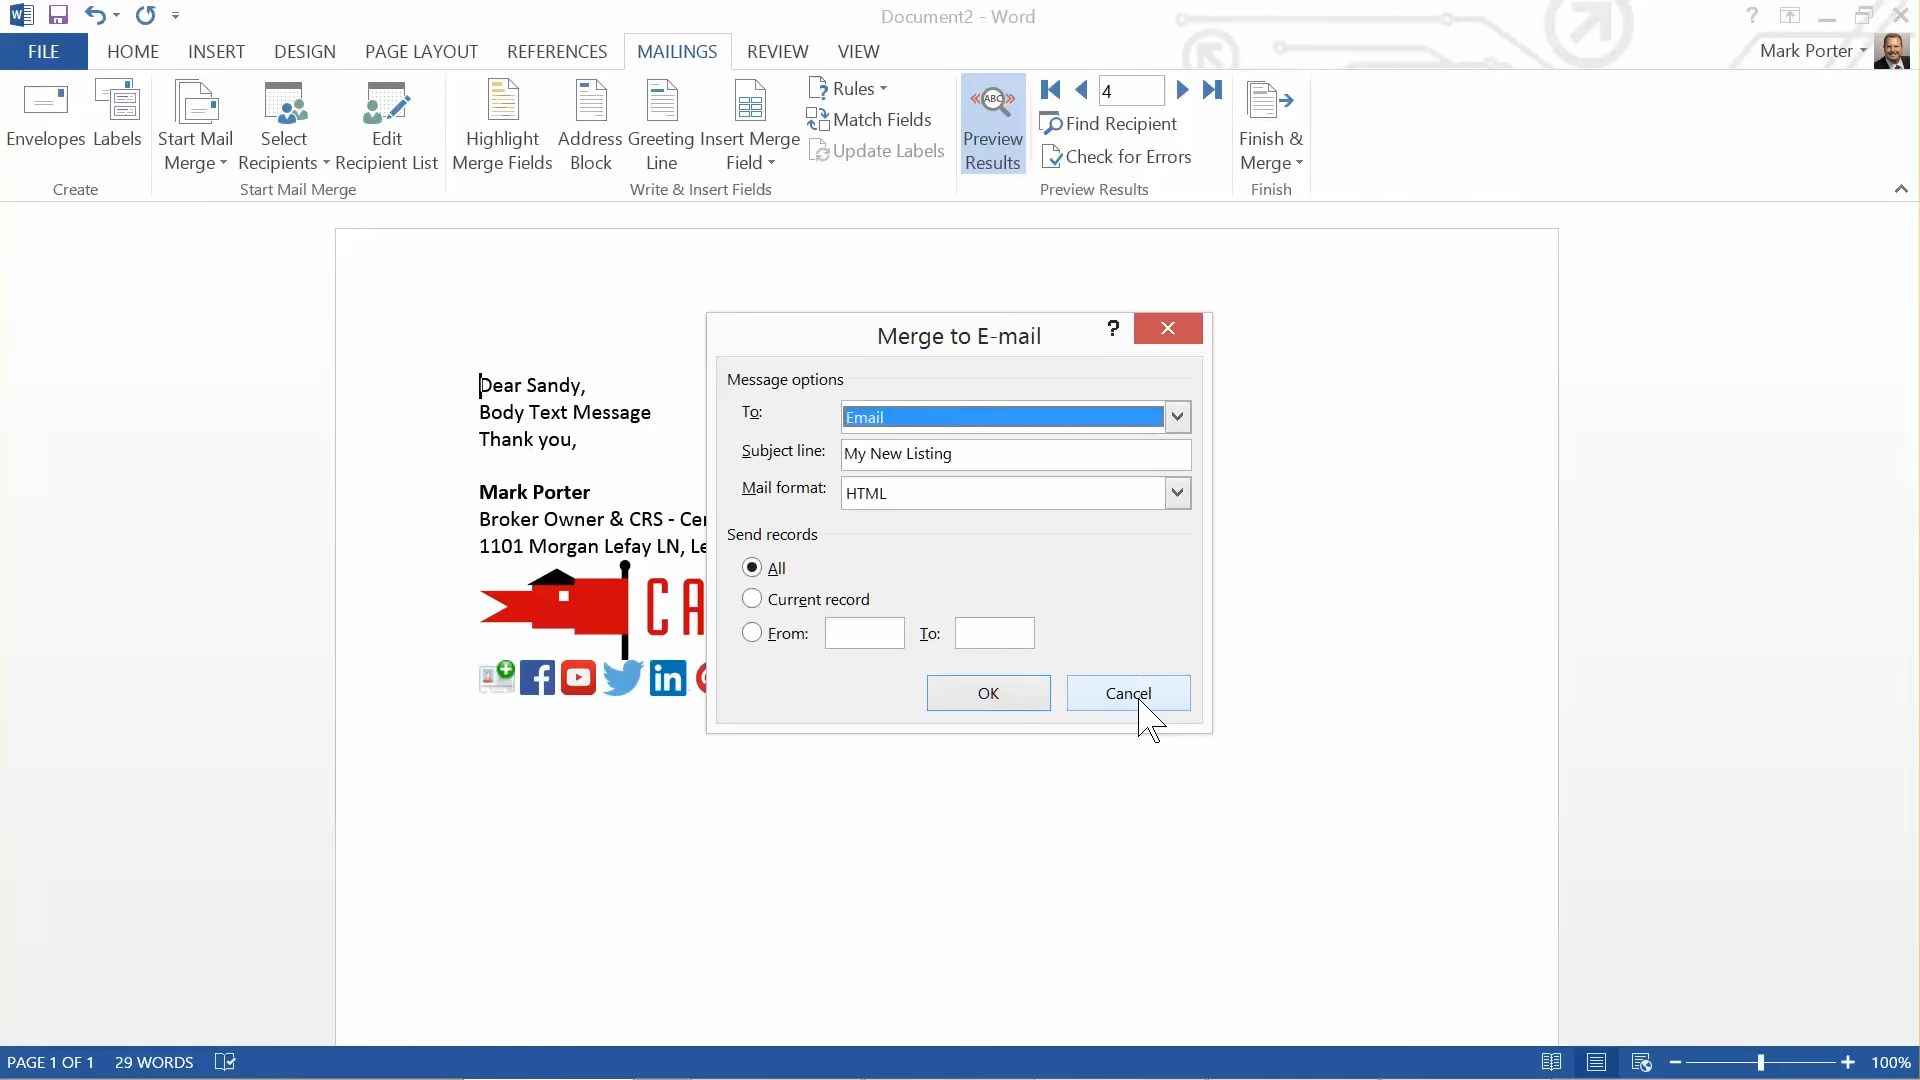 Document2 - Word
FILE HOME INSERT DESIGN PAGE LAYOUT REFERENCES MAILINGS REVIEW VIEW
Mark Porter
Envelopes
Labels
Start Mail
Merge
Select
Recipients
Edit
Recipient List
Highlight
Merge Fields
Address
Block
Greeting
Line
Insert Merge
Field
Rules
Match Fields
Update Labels
ABC
Preview
Results
4
Find Recipient
Check for Errors
Finish &
Merge
Create
Start Mail Merge
Write & Insert Fields
Preview Results
Finish
Dear Sandy,
Body Text Message
Thank you,
Mark Porter
Broker Owner & CRS - Cer
1101 Morgan Lefay LN, Le
CA
Merge to E-mail
Message options
To: Email
Subject line: My New Listing
Mail format: HTML
Send records
All
Current record
From: To:
OK Cancel
PAGE 1 OF 1 29 WORDS
100%